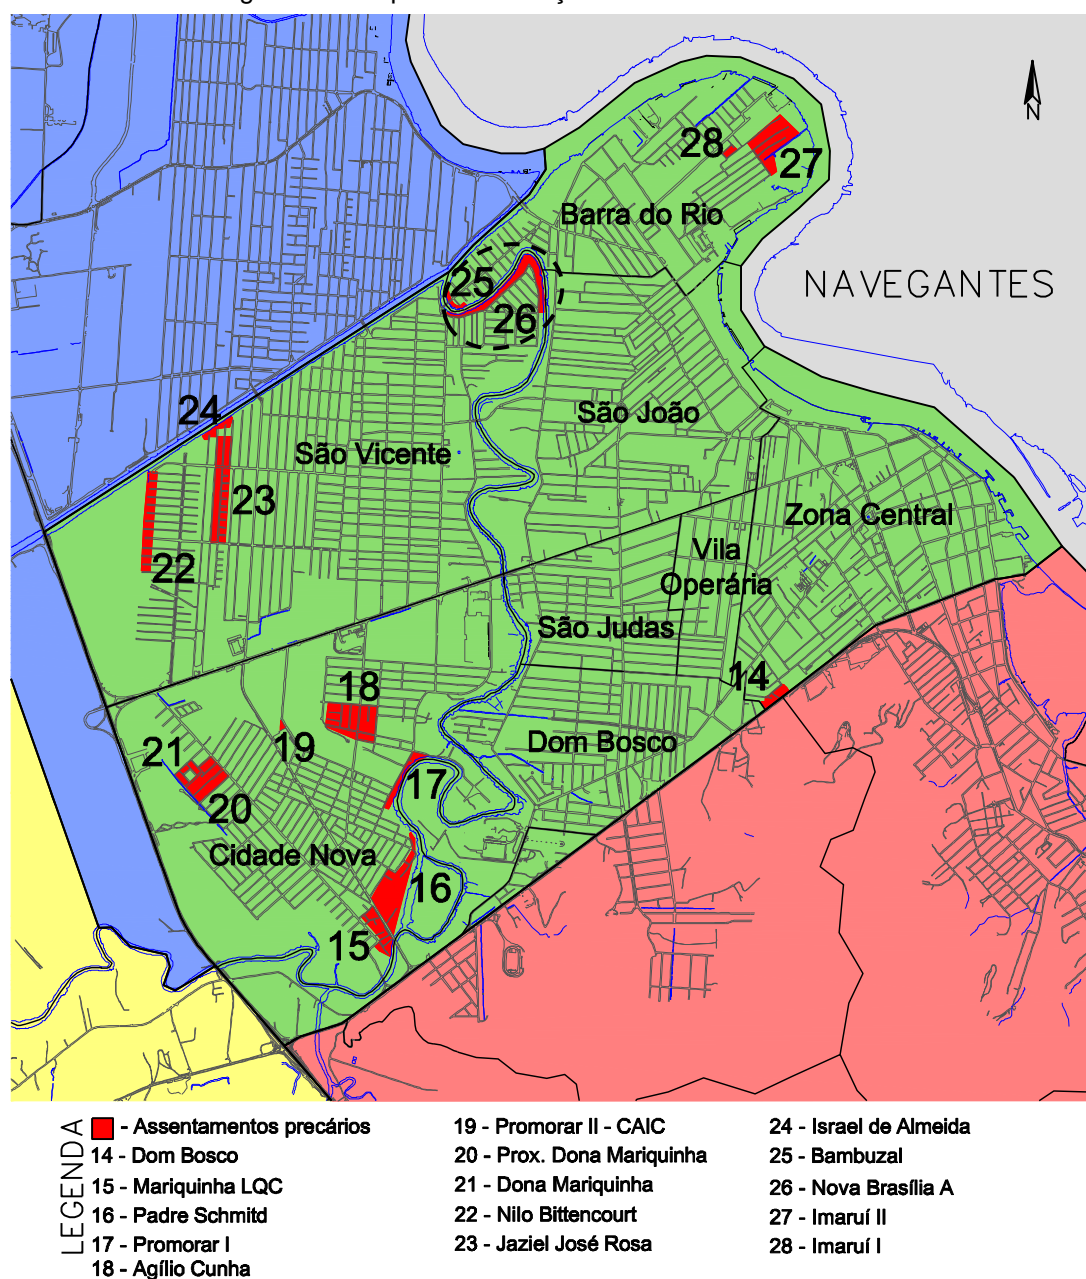 N
28
27
Barra do Rio
25
NAVEGANTES
26
24
São João
São Vicente
23
Zona Central
22
Vila
Operária
São Judas
18
14
19
Dom Bosco
21
17
20
Cidade Nova
16
15
LEGENDA
- Assentamentos precários
14 - Dom Bosco
15 - Mariquinha LQC
16 - Padre Schmitd
17 - Promorar I
18 - Agílio Cunha
19 - Promorar II - CAIC
20 - Prox. Dona Mariquinha
21 - Dona Mariquinha
22 - Nilo Bittencourt
23 - Jaziel José Rosa
24 - Israel de Almeida
25 - Bambuzal
26 - Nova Brasília A
27 - Imaruí II
28 - Imaruí I